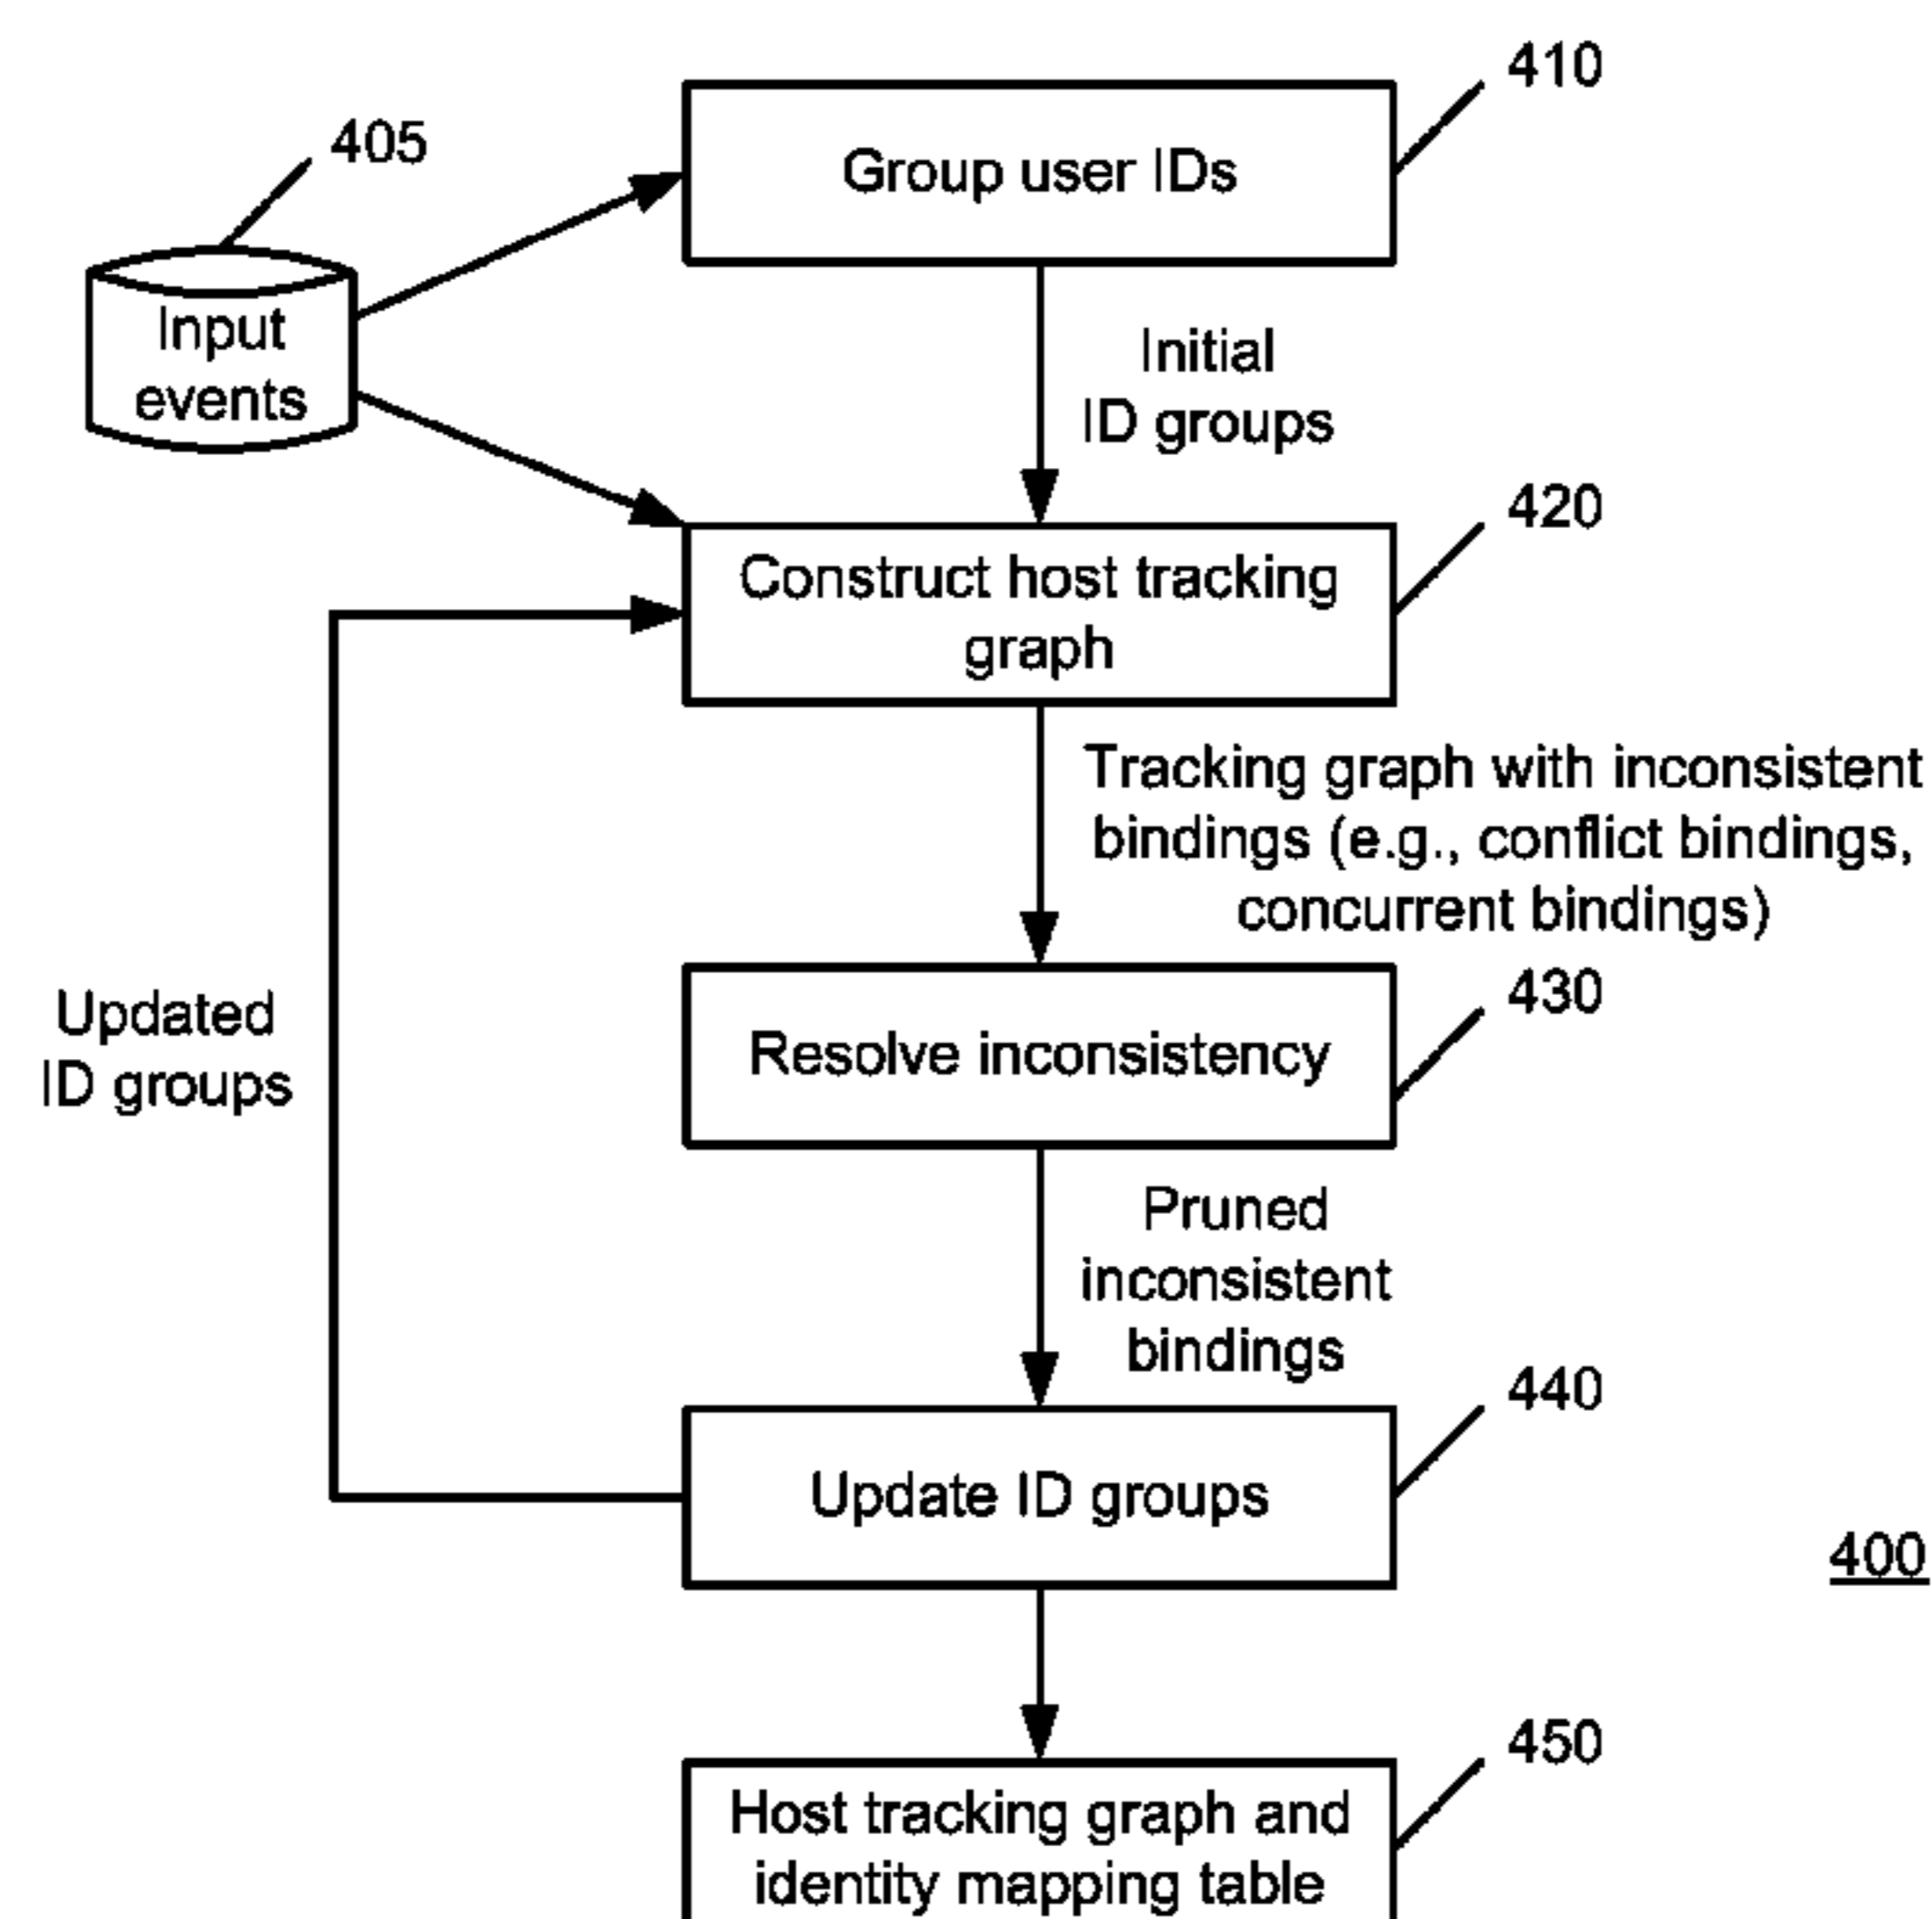 410
Group user IDs
405
Input
events
Initial
ID groups
420
Construct host tracking
graph
Tracking graph with inconsistent
bindings (e.g., conflict bindings,
concurrent bindings)
430
Resolve inconsistency
Updated
ID groups
Pruned
inconsistent
bindings
440
Update ID groups
400
450
Host tracking graph and
identity mapping table